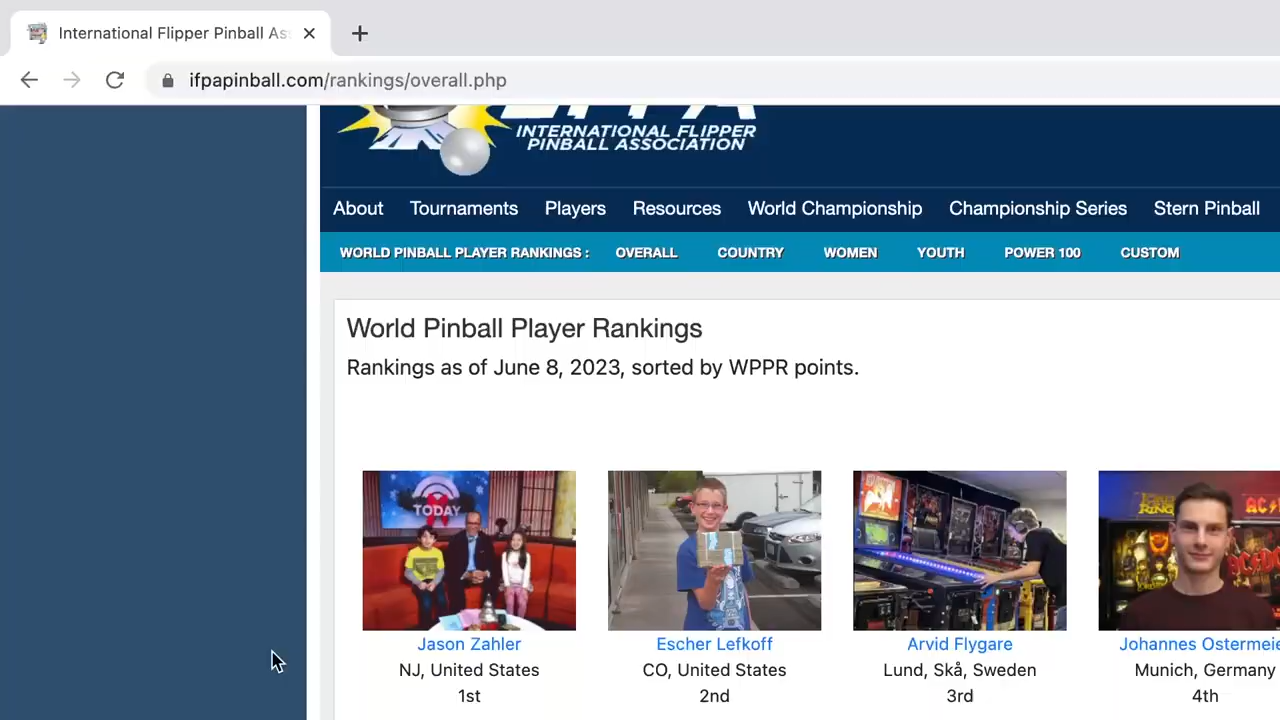 International Flipper Pinball As
ifpapinball.com/rankings/overall.php
INTERNATIONAL FLIPPER
PINBALL ASSOCIATION
About Tournaments Players Resources World Championship Championship Series Stern Pinball
WORLD PINBALL PLAYER RANKINGS : OVERALL COUNTRY WOMEN YOUTH POWER 100 CUSTOM
World Pinball Player Rankings
Rankings as of June 8, 2023, sorted by WPPR points.
TODAY
AC/DC
Jason Zahler Escher Lefkoff Arvid Flygare Johannes Ostermeie
NJ, United States CO, United States Lund, Skå, Sweden Munich, Germany
1st 2nd 3rd 4th